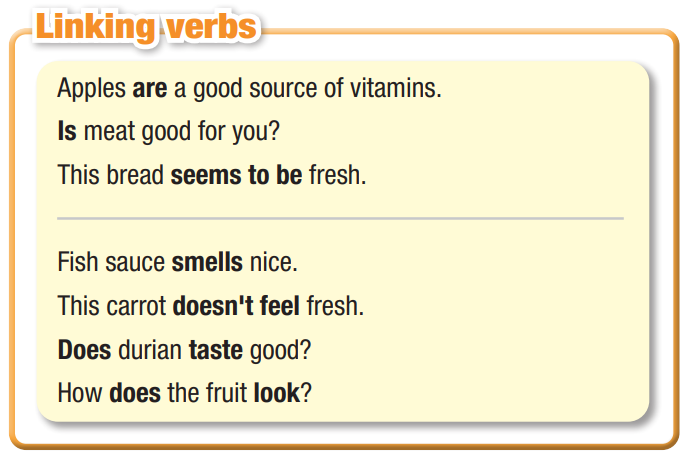 Linking verbs
Apples are a good source of vitamins.
Is meat good for you?
This bread seems to be fresh.
Fish sauce smells nice.
This carrot doesn't feel fresh.
Does durian taste good?
How does the fruit look?